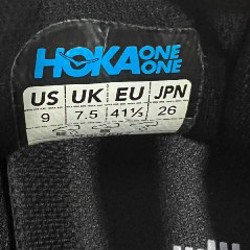 HOKA ONE ONE
US UK EU JPN
9 7.5 41⅓ 26